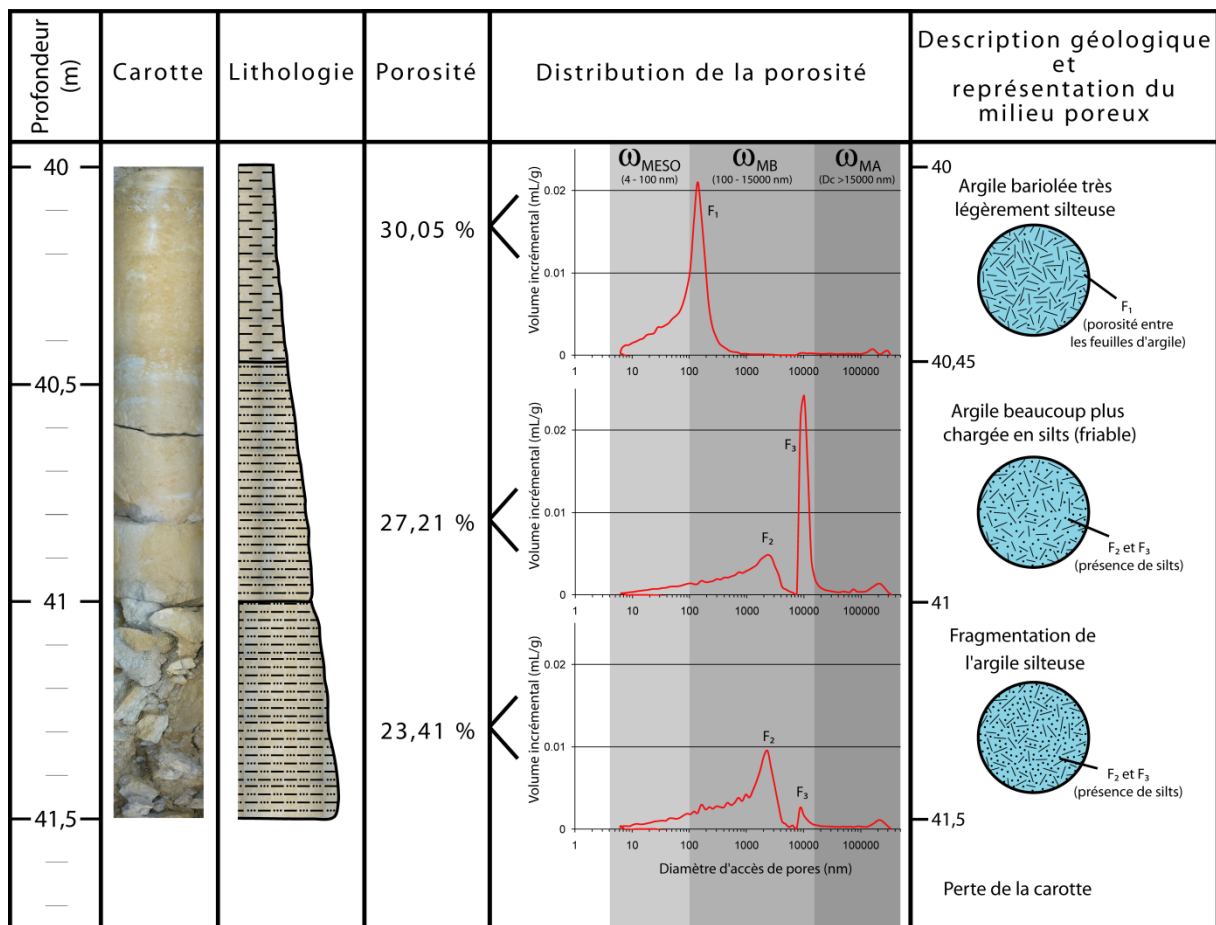 Profondeur
(m)
Carotte
Lithologie
Porosité
Distribution de la porosité
Description géologique
et
représentation du
milieu poreux
40
40,5
41
41,5
30,05 %
27,21 %
23,41 %
ωMESO
(4 - 100 nm)
ωMB
(100 - 15000 nm)
ωMA
(Dc >15000 nm)
Volume incrémental (mL/g)
0.02
0.01
0
F₁
1
10
100
1000
10000
100000
Volume incrémental (mL/g)
0.02
0.01
0
F₂
F₃
1
10
100
1000
10000
100000
Volume incrémental (mL/g)
0.02
0.01
0
F₂
F₃
1
10
100
1000
10000
100000
Diamètre d'accès de pores (nm)
40
Argile bariolée très
légèrement silteuse
F₁
(porosité entre
les feuilles d'argile)
40,45
Argile beaucoup plus
chargée en silts (friable)
F₂ et F₃
(présence de silts)
41
Fragmentation de
l'argile silteuse
F₂ et F₃
(présence de silts)
41,5
Perte de la carotte